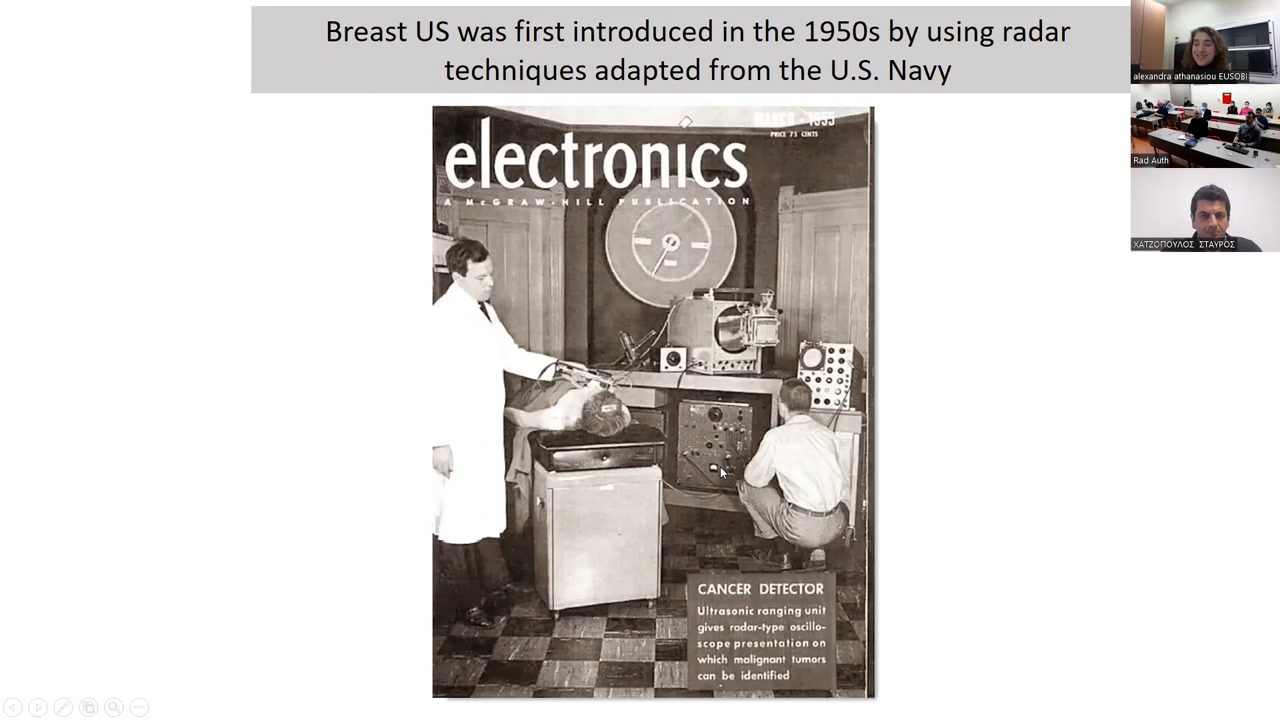 Breast US was first introduced in the 1950s by using radar
techniques adapted from the U.S. Navy
MARCH - 1955
PRICE 75 CENTS
electronics
A McGRAW-HILL PUBLICATION
CANCER DETECTOR
Ultrasonic ranging unit
gives radar-type oscillo-
scope presentation on
which malignant tumors
can be identified
alexandra athanasiou EUSOBI
Rad Auth
ΧΑΤΖΟΠΟΥΛΟΣ ΣΤΑΥΡΟΣ